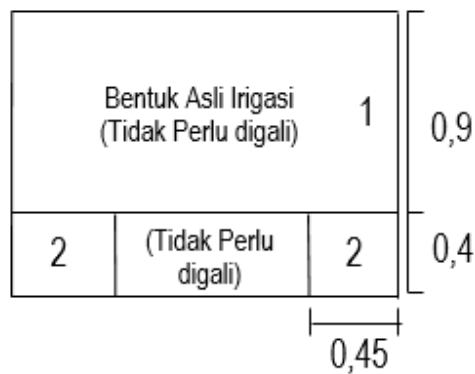 Bentuk Asli Irigasi
(Tidak Perlu digali)
1
0,9
2
(Tidak Perlu
digali)
2
0,4
0,45